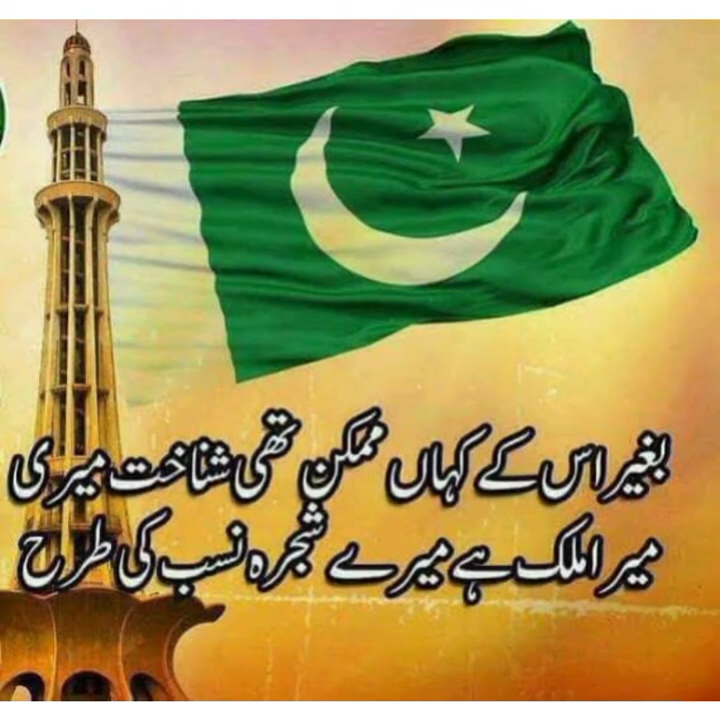 بغیر اس کے کہاں ممکن تھی شناخت میری
میرا ملک ہے میرے شجرہ نسب کی طرح